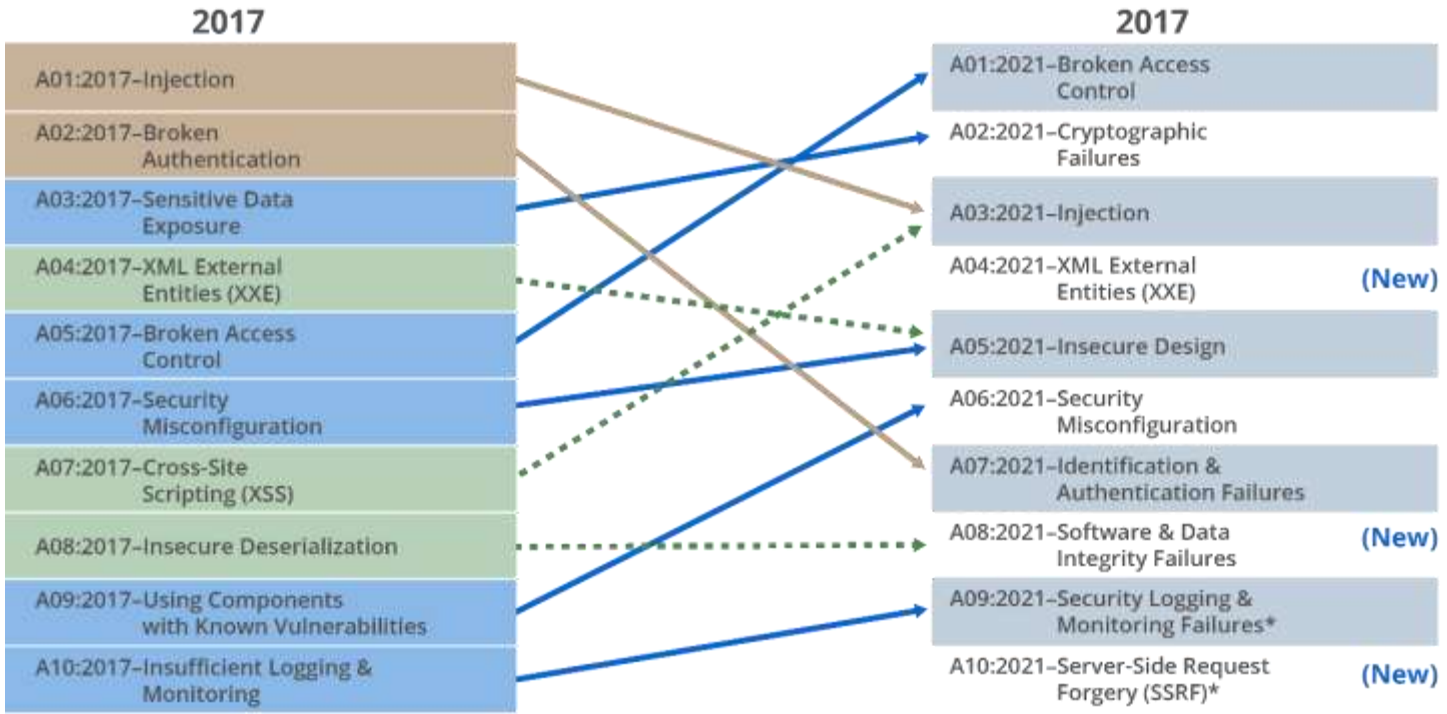 2017
A01:2017–Injection
A02:2017–Broken
Authentication
A03:2017–Sensitive Data
Exposure
A04:2017–XML External
Entities (XXE)
A05:2017–Broken Access
Control
A06:2017–Security
Misconfiguration
A07:2017–Cross-Site
Scripting (XSS)
A08:2017–Insecure Deserialization
A09:2017–Using Components
with Known Vulnerabilities
A10:2017–Insufficient Logging &
Monitoring
2017
A01:2021–Broken Access
Control
A02:2021–Cryptographic
Failures
A03:2021–Injection
A04:2021–XML External
Entities (XXE)
(New)
A05:2021–Insecure Design
A06:2021–Security
Misconfiguration
A07:2021–Identification &
Authentication Failures
A08:2021–Software & Data
Integrity Failures
(New)
A09:2021–Security Logging &
Monitoring Failures*
A10:2021–Server-Side Request
Forgery (SSRF)*
(New)